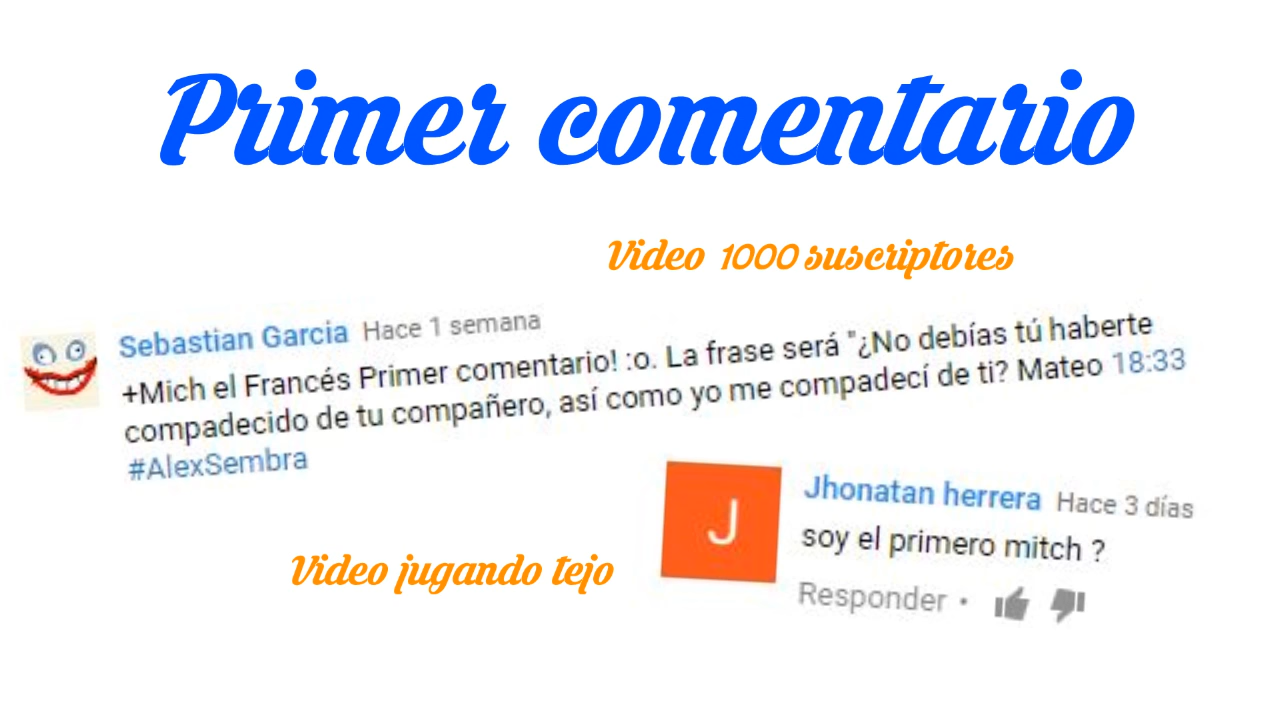 Primer comentario
Video 1000 suscriptores
Sebastian Garcia Hace 1 semana
+Mich el Francés Primer comentario! :o. La frase será "¿No debías tú haberte
compadecido de tu compañero, así como yo me compadecí de ti? Mateo 18:33
#AlexSembra
Jhonatan herrera Hace 3 días
soy el primero mitch ?
Responder •
Video jugando tejo
J